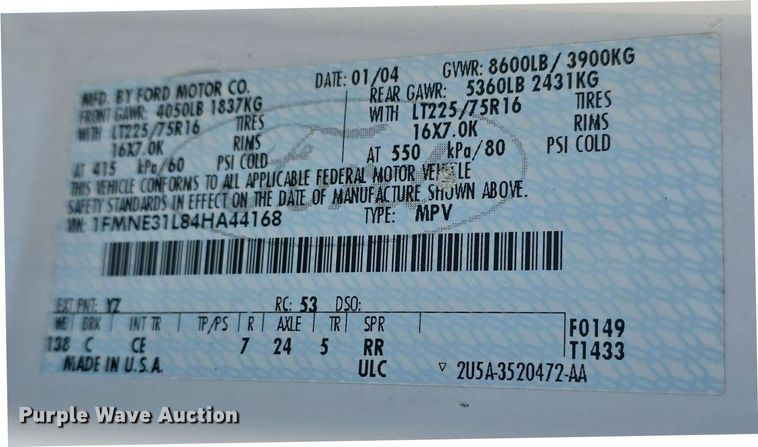 MFD. BY FORD MOTOR CO. DATE: 01/04 GVWR: 8600LB/ 3900KG
FRONT GAWR: 4050LB 1837KG REAR GAWR: 5360LB 2431KG
WITH LT225/75R16 TIRES WITH LT225/75R16 TIRES
16X7.0K RIMS 16X7.0K RIMS
AT 415 kPa/60 PSI COLD AT 550 kPa/80 PSI COLD
THIS VEHICLE CONFORMS TO ALL APPLICABLE FEDERAL MOTOR VEHICLE
SAFETY STANDARDS IN EFFECT ON THE DATE OF MANUFACTURE SHOWN ABOVE.
VIN: 1FMNE31L84HA44168 TYPE: MPV
EXT PNT: YZ RC: 53 DSO:
WB BRK INT TR TP/PS R AXLE TR SPR F0149
138 C CE 7 24 5 RR T1433
MADE IN U.S.A. ULC 2U5A-3520472-AA
Purple Wave Auction